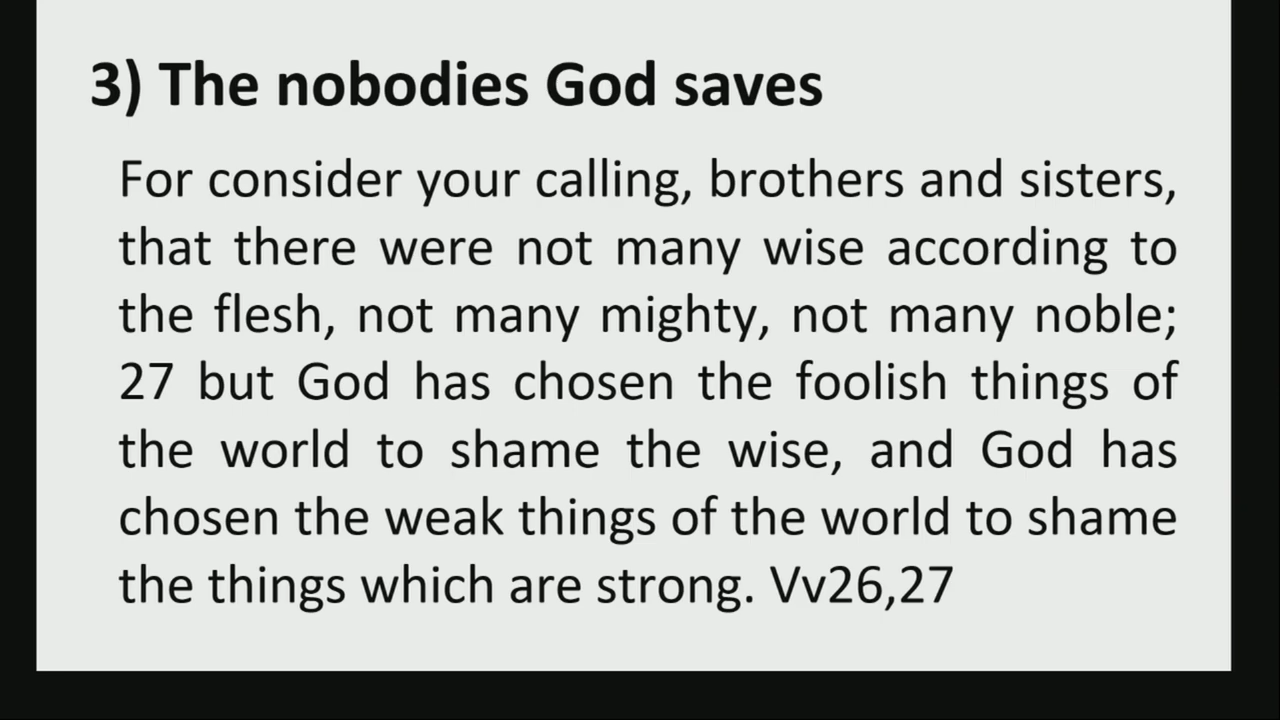 3) The nobodies God saves
For consider your calling, brothers and sisters,
that there were not many wise according to
the flesh, not many mighty, not many noble;
27 but God has chosen the foolish things of
the world to shame the wise, and God has
chosen the weak things of the world to shame
the things which are strong. Vv26,27